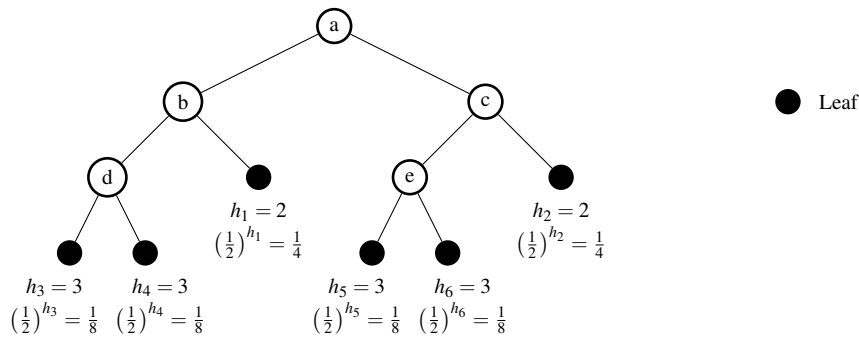 a
b
c
Leaf
d
e
h₁ = 2
(1/2)^h₁ = 1/4
h₂ = 2
(1/2)^h₂ = 1/4
h₃ = 3
(1/2)^h₃ = 1/8
h₄ = 3
(1/2)^h₄ = 1/8
h₅ = 3
(1/2)^h₅ = 1/8
h₆ = 3
(1/2)^h₆ = 1/8